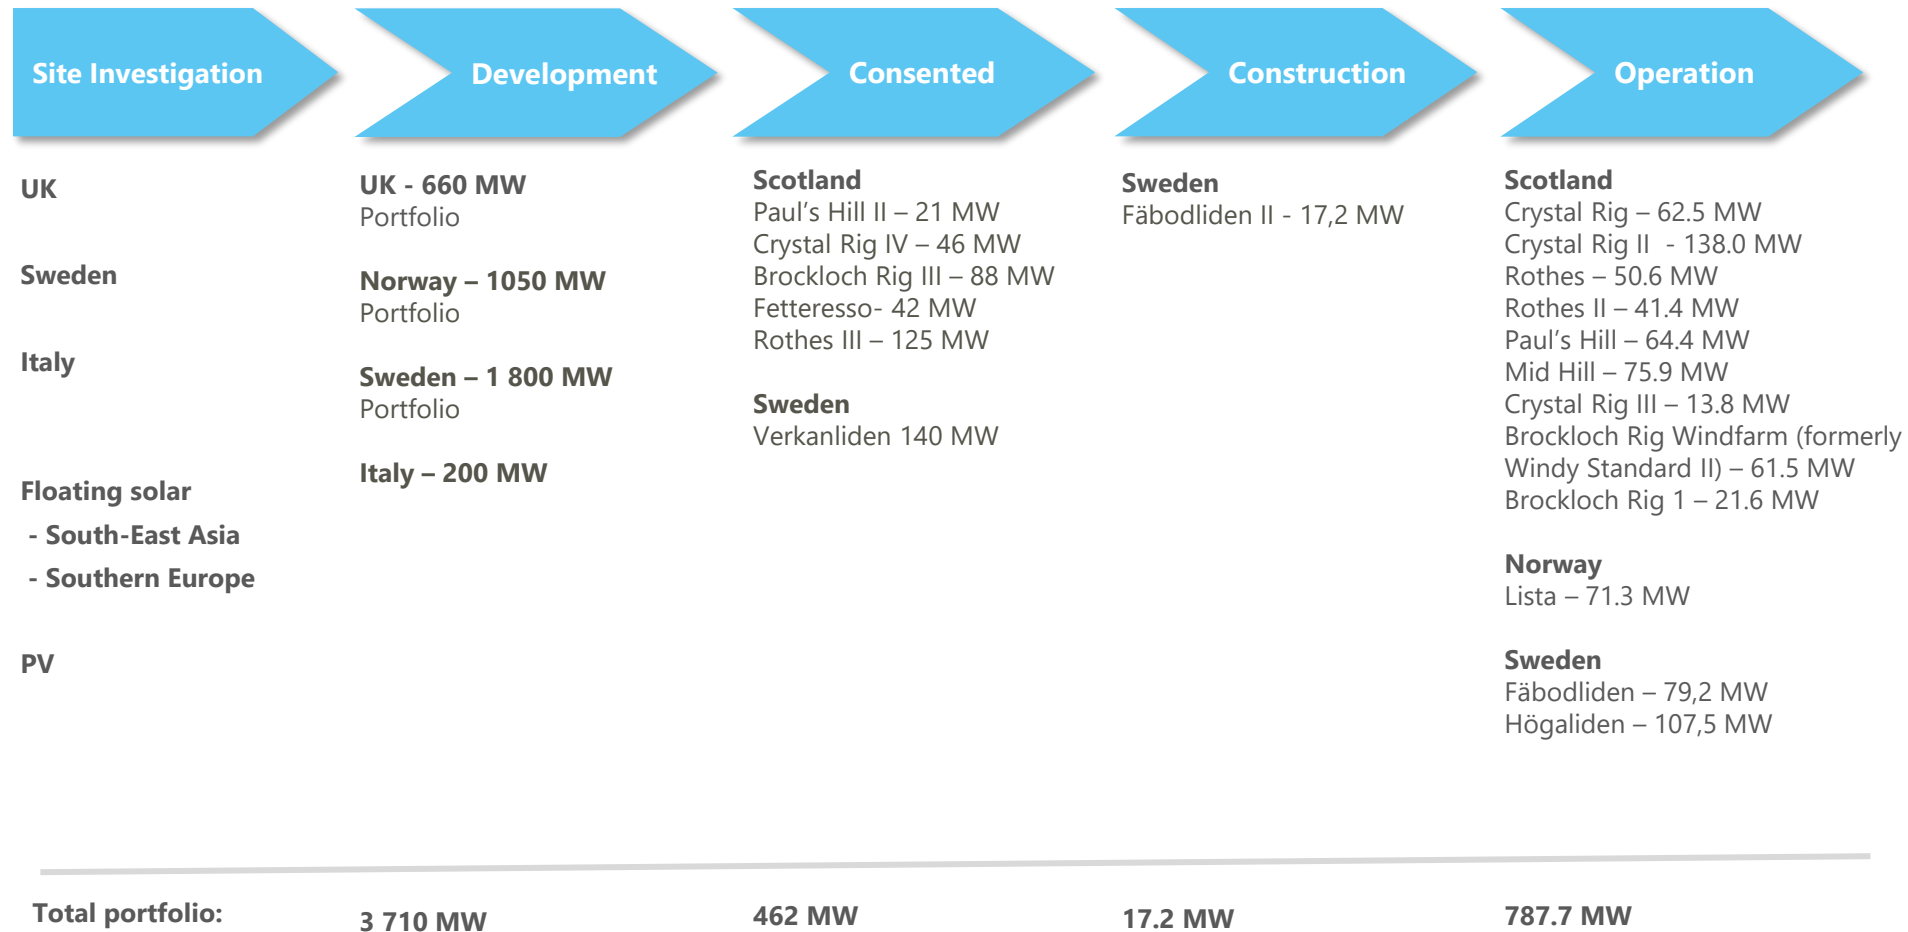 Site Investigation
Development
Consented
Construction
Operation
UK
Sweden
Italy
Floating solar
- South-East Asia
- Southern Europe
PV
UK - 660 MW
Portfolio
Norway – 1050 MW
Portfolio
Sweden – 1 800 MW
Portfolio
Italy – 200 MW
Scotland
Paul's Hill II – 21 MW
Crystal Rig IV – 46 MW
Brockloch Rig III – 88 MW
Fetteresso- 42 MW
Rothes III – 125 MW
Sweden
Verkanliden 140 MW
Sweden
Fäbodliden II - 17,2 MW
Scotland
Crystal Rig – 62.5 MW
Crystal Rig II - 138.0 MW
Rothes – 50.6 MW
Rothes II – 41.4 MW
Paul's Hill – 64.4 MW
Mid Hill – 75.9 MW
Crystal Rig III – 13.8 MW
Brockloch Rig Windfarm (formerly
Windy Standard II) – 61.5 MW
Brockloch Rig 1 – 21.6 MW
Norway
Lista – 71.3 MW
Sweden
Fäbodliden – 79,2 MW
Högaliden – 107,5 MW
Total portfolio:
3 710 MW
462 MW
17.2 MW
787.7 MW